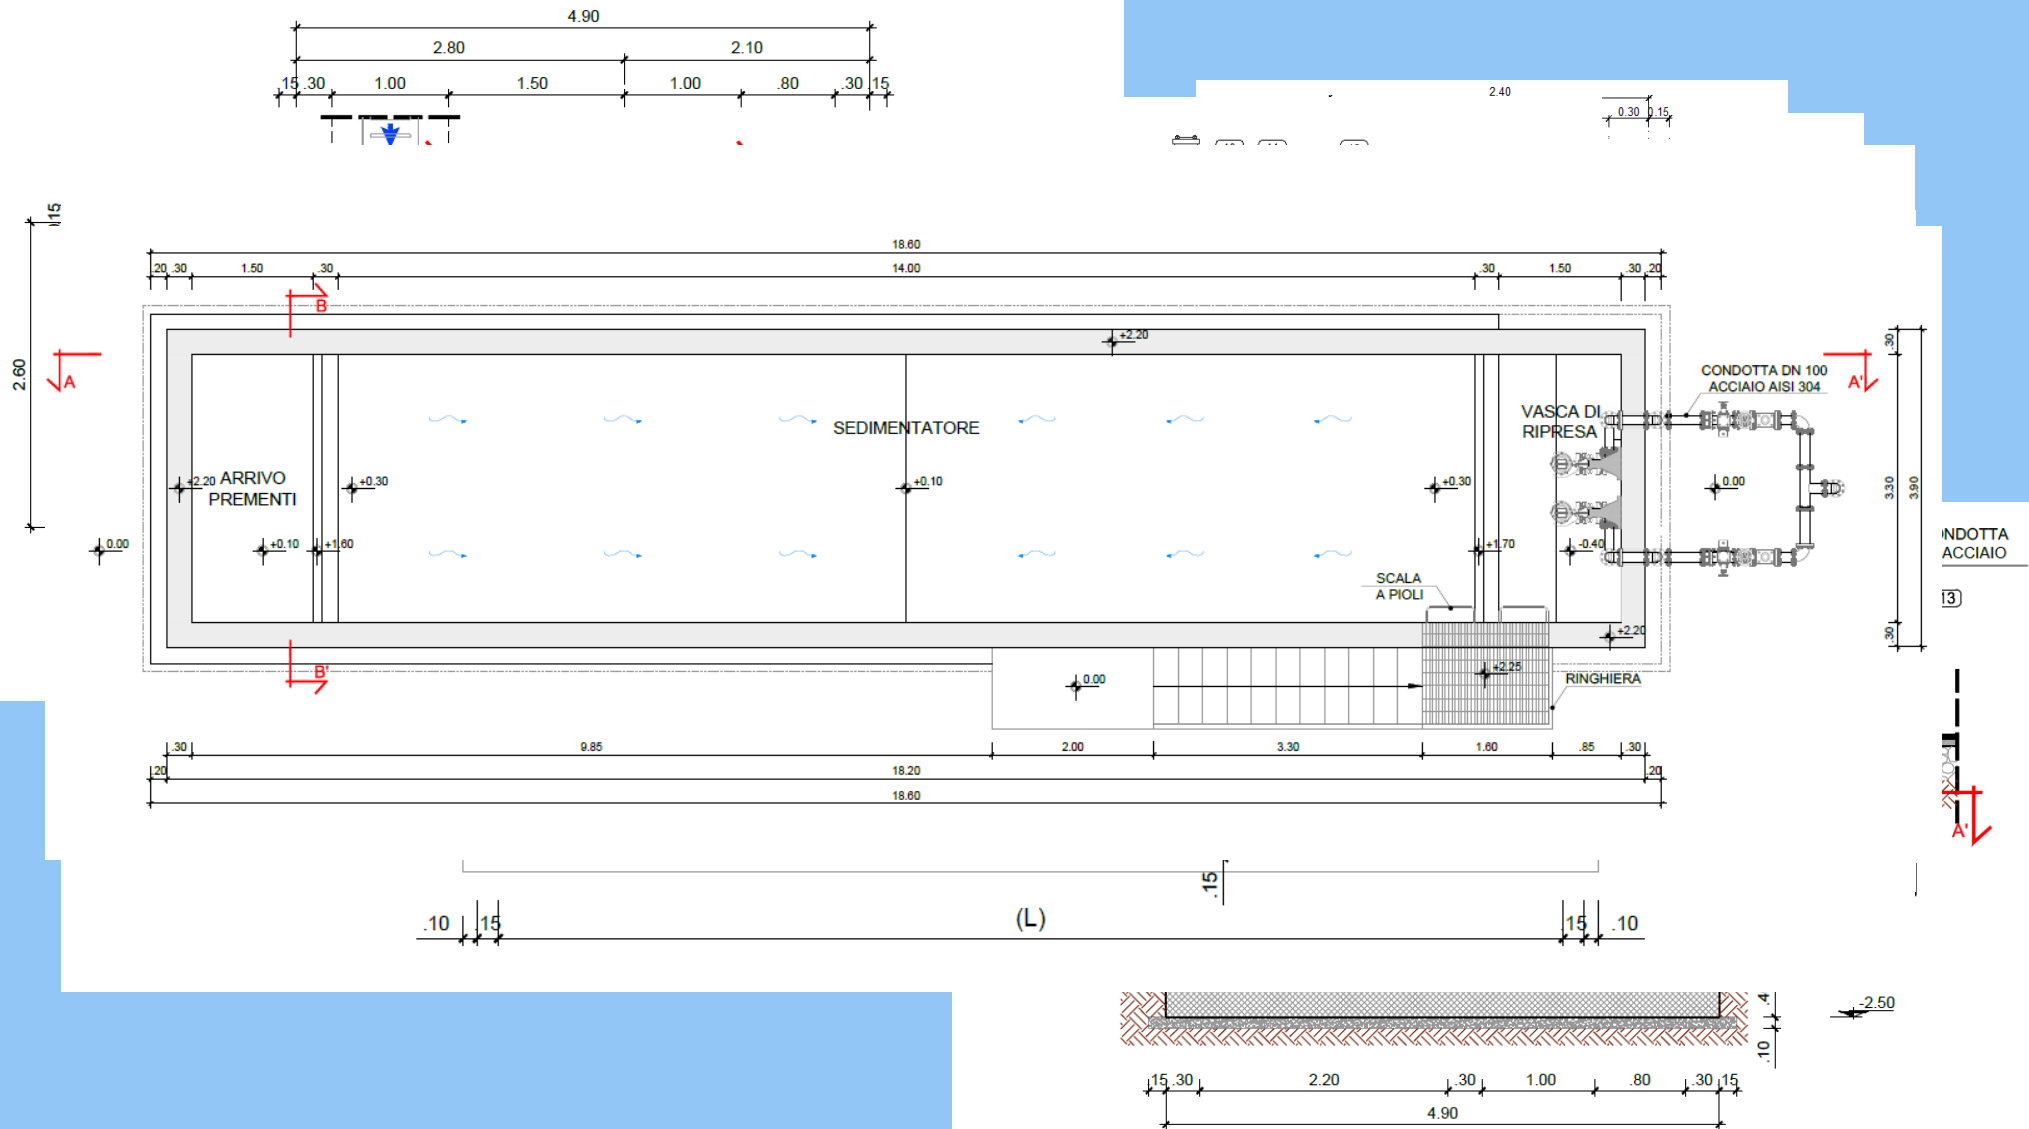 4.90
2.80 2.10
.15 .30 1.00 1.50 1.00 .80 .30 .15
2.40
0.30 0.15
.15
2.60
18.60
.20 .30 1.50 .30 14.00 .30 1.50 .30 .20
B
+2.20
A
A'
CONDOTTA DN 100
ACCIAIO AISI 304
SEDIMENTATORE
VASCA DI
RIPRESA
ARRIVO
PREMENTI
+2.20
+0.30
+0.10
+0.30
0.00
.30
3.30
3.90
.30
0.00
+0.10
+1.60
+1.70
-0.40
ONDOTTA
ACCIAIO
SCALA
A PIOLI
13
+2.20
B'
0.00
+2.25
RINGHIERA
.30 9.85 2.00 3.30 1.60 .85 .30
.20 18.20 .20
18.60
A'
.15
.10 .15 (L) .15 .10
.4
-2.50
.10
.15 .30 2.20 .30 1.00 .80 .30 .15
4.90